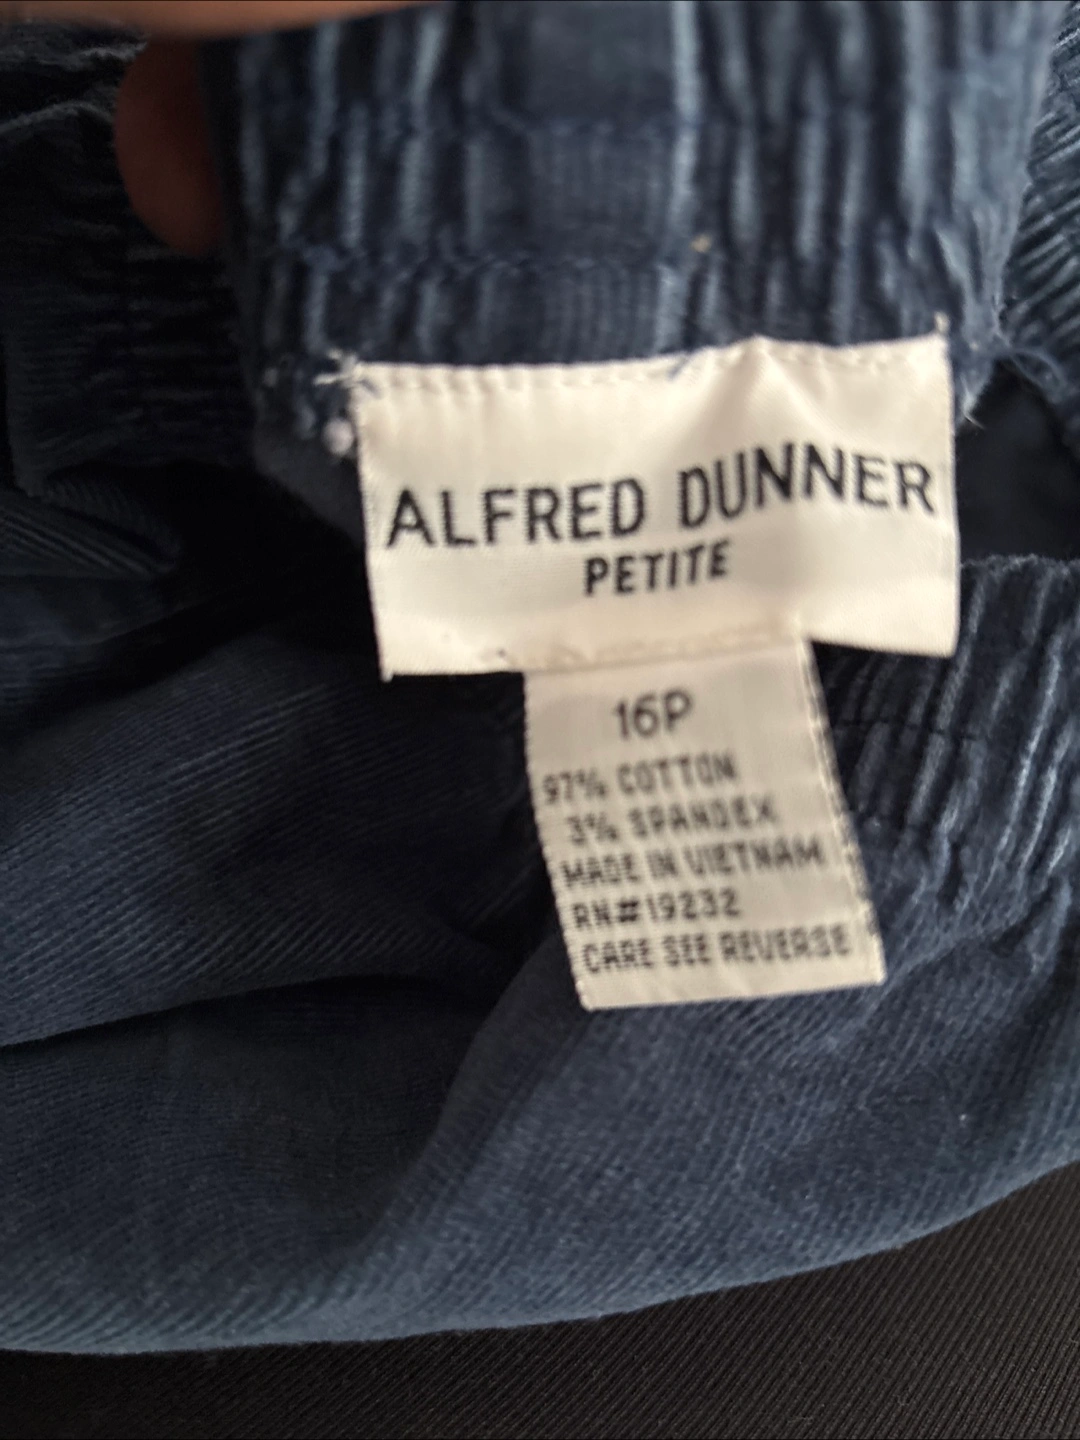 ALFRED DUNNER
PETITE
16P
97% COTTON
3% SPANDEX
MADE IN VIETNAM
RN#19232
CARE SEE REVERSE